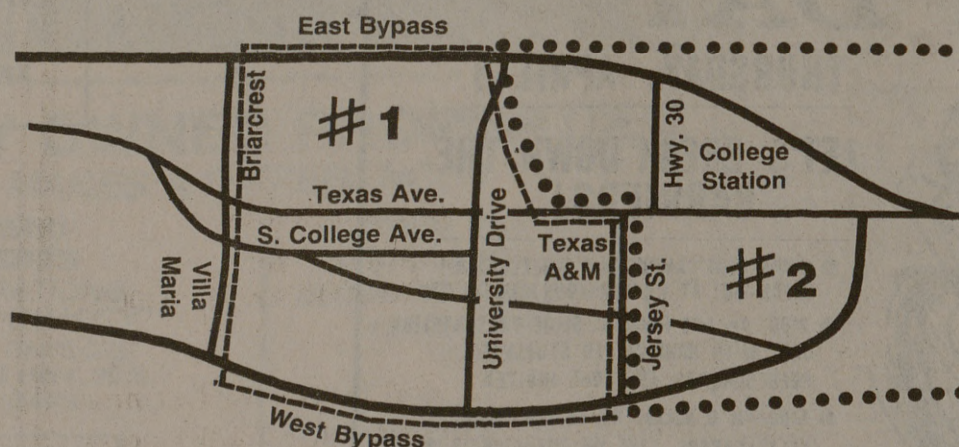 East Bypass
Briarcrest
#1
Hwy. 30
College
Station
Texas Ave.
S. College Ave.
University Drive
Texas
A&M
Villa
Maria
Jersey St.
#2
West Bypass